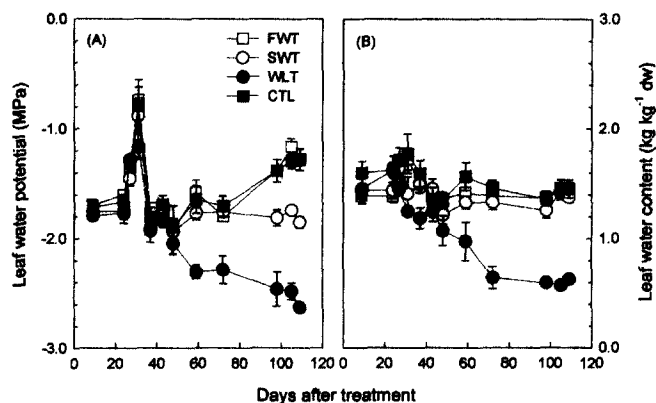 0.0
-1.0
-2.0
-3.0
Leaf water potential (MPa)
(A)
FWT
SWT
WLT
CTL
(B)
3.0
2.0
1.0
0.0
Leaf water content (kg kg⁻¹ dw)
0 20 40 60 80 100 120
0 20 40 60 80 100 120
Days after treatment